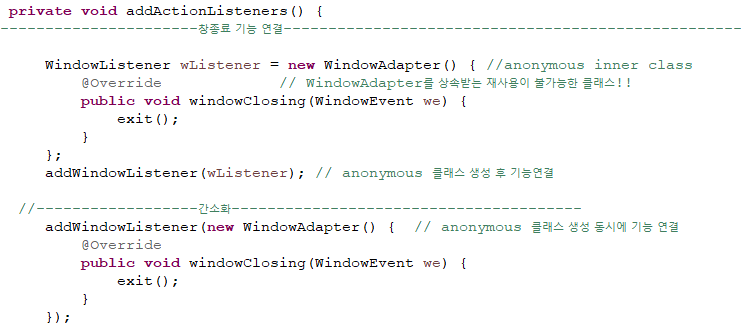 private void addActionListeners() {
----------------------창종료 기능 연결---------------------------------------------------
WindowListener wListener = new WindowAdapter() { //anonymous inner class
@Override // WindowAdapter를 상속받는 재사용이 불가능한 클래스!!
public void windowClosing(WindowEvent we) {
exit();
}
};
addWindowListener(wListener); // anonymous 클래스 생성 후 기능연결
//------------------간소화---------------------------------------
addWindowListener(new WindowAdapter() { // anonymous 클래스 생성 동시에 기능 연결
@Override
public void windowClosing(WindowEvent we) {
exit();
}
});